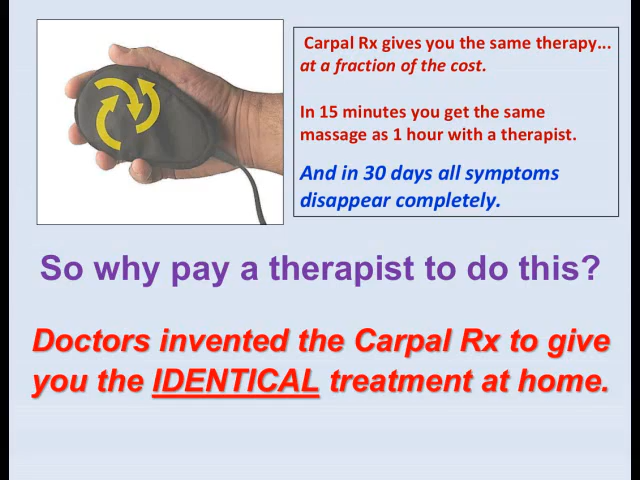 Carpal Rx gives you the same therapy...
at a fraction of the cost.
In 15 minutes you get the same
massage as 1 hour with a therapist.
And in 30 days all symptoms
disappear completely.
So why pay a therapist to do this?
Doctors invented the Carpal Rx to give
you the IDENTICAL treatment at home.